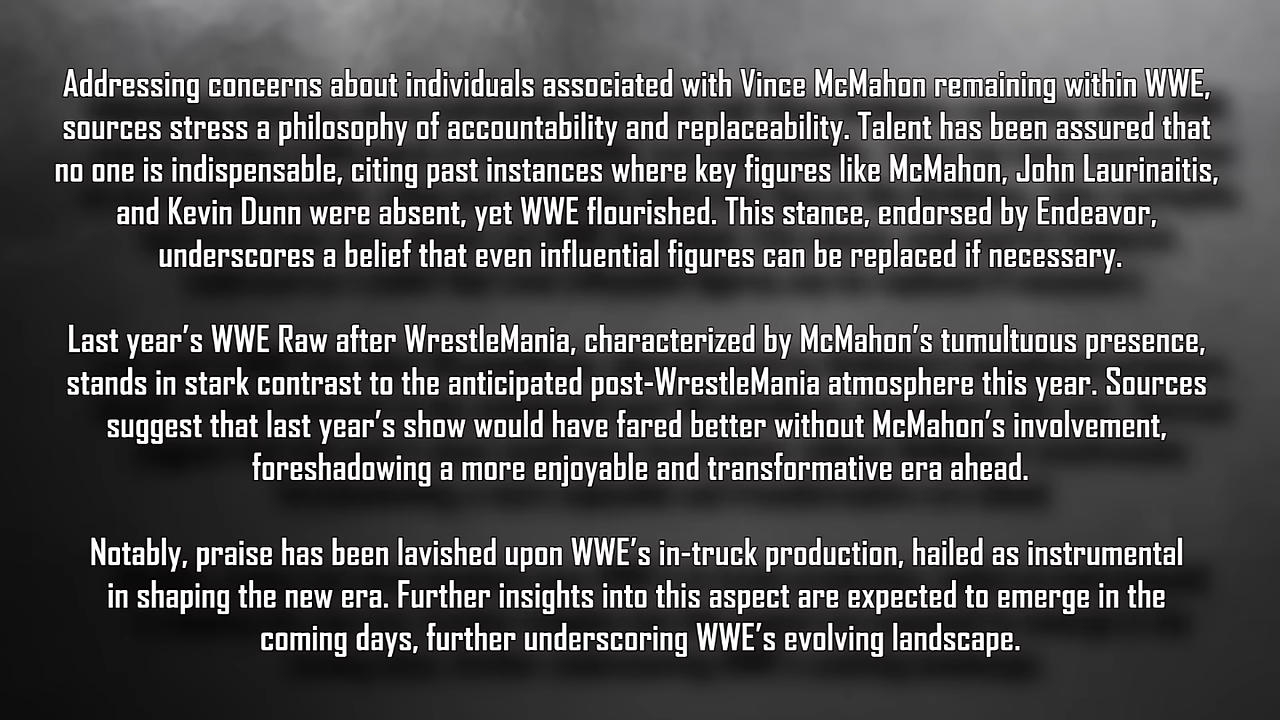 Addressing concerns about individuals associated with Vince McMahon remaining within WWE,
sources stress a philosophy of accountability and replaceability. Talent has been assured that
no one is indispensable, citing past instances where key figures like McMahon, John Laurinaitis,
and Kevin Dunn were absent, yet WWE flourished. This stance, endorsed by Endeavor,
underscores a belief that even influential figures can be replaced if necessary.
Last year’s WWE Raw after WrestleMania, characterized by McMahon’s tumultuous presence,
stands in stark contrast to the anticipated post-WrestleMania atmosphere this year. Sources
suggest that last year’s show would have fared better without McMahon’s involvement,
foreshadowing a more enjoyable and transformative era ahead.
Notably, praise has been lavished upon WWE’s in-truck production, hailed as instrumental
in shaping the new era. Further insights into this aspect are expected to emerge in the
coming days, further underscoring WWE’s evolving landscape.